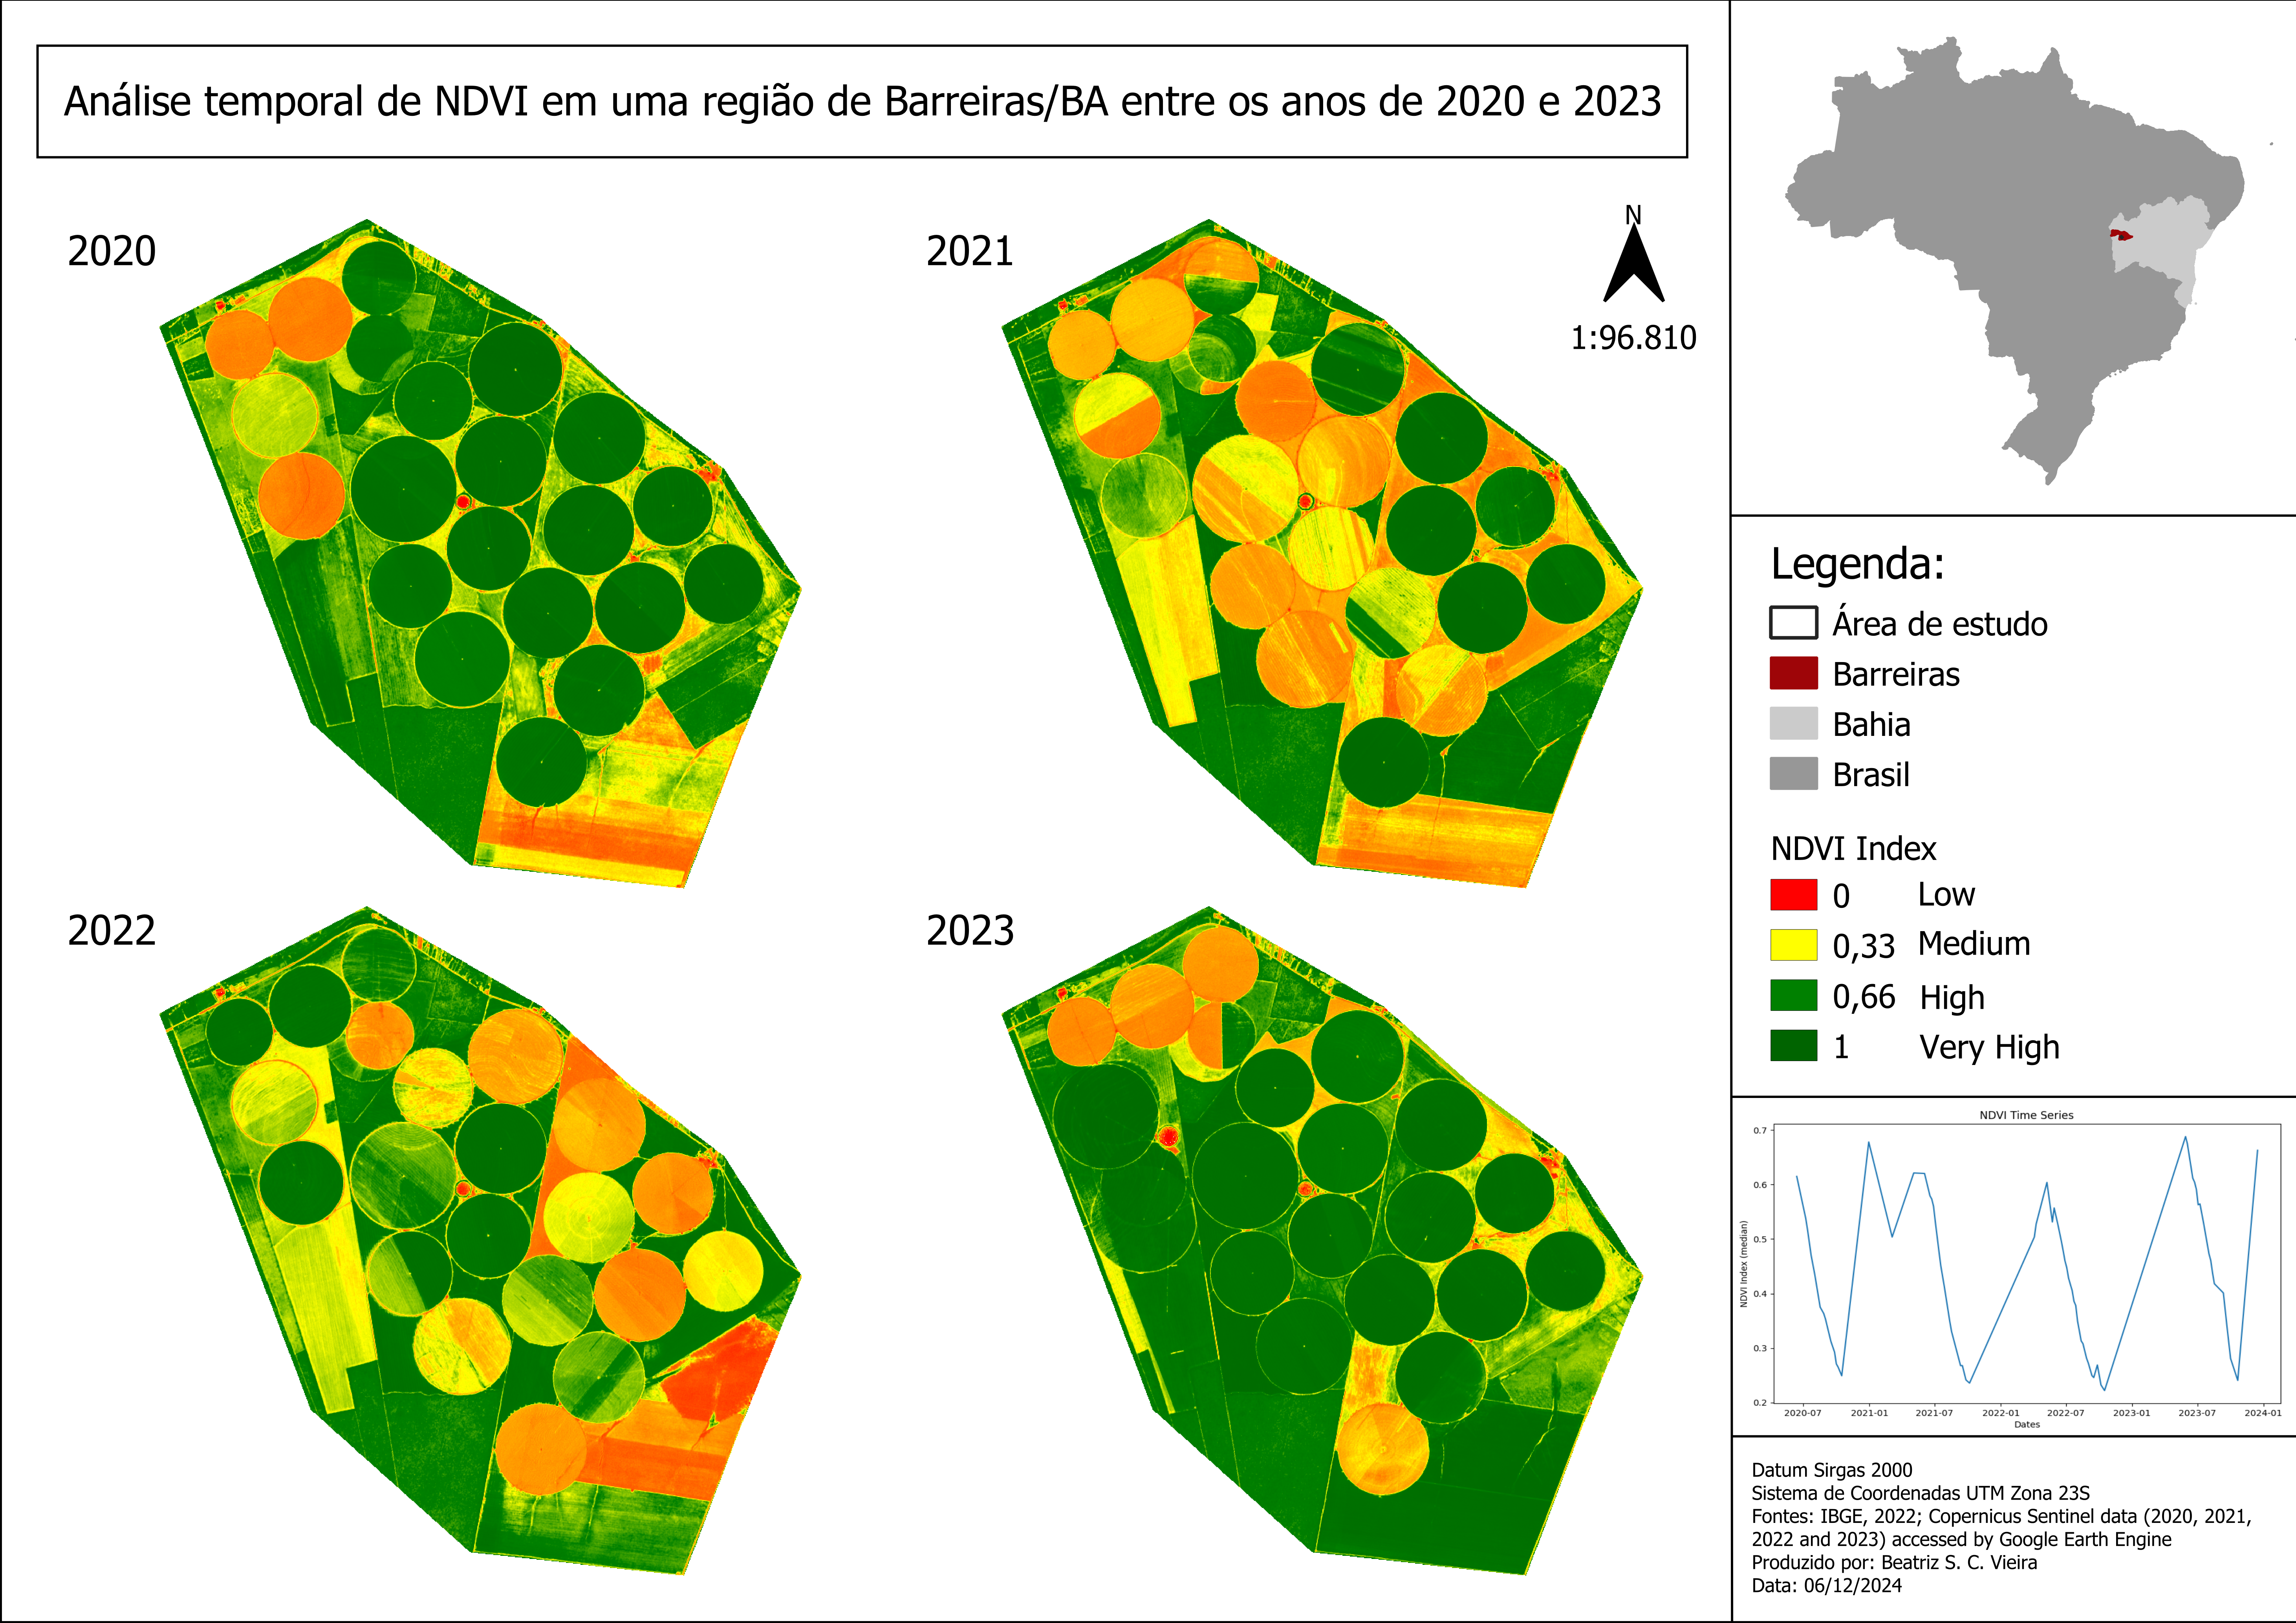 Análise temporal de NDVI em uma região de Barreiras/BA entre os anos de 2020 e 2023
2020
2021
N
1:96.810
2022
2023
Legenda:
Área de estudo
Barreiras
Bahia
Brasil
NDVI Index
0 Low
0,33 Medium
0,66 High
1 Very High
NDVI Time Series
NDVI Index (median)
0.7
0.6
0.5
0.4
0.3
0.2
2020-07 2021-01 2021-07 2022-01 2022-07 2023-01 2023-07 2024-01
Dates
Datum Sirgas 2000
Sistema de Coordenadas UTM Zona 23S
Fontes: IBGE, 2022; Copernicus Sentinel data (2020, 2021,
2022 and 2023) accessed by Google Earth Engine
Produzido por: Beatriz S. C. Vieira
Data: 06/12/2024